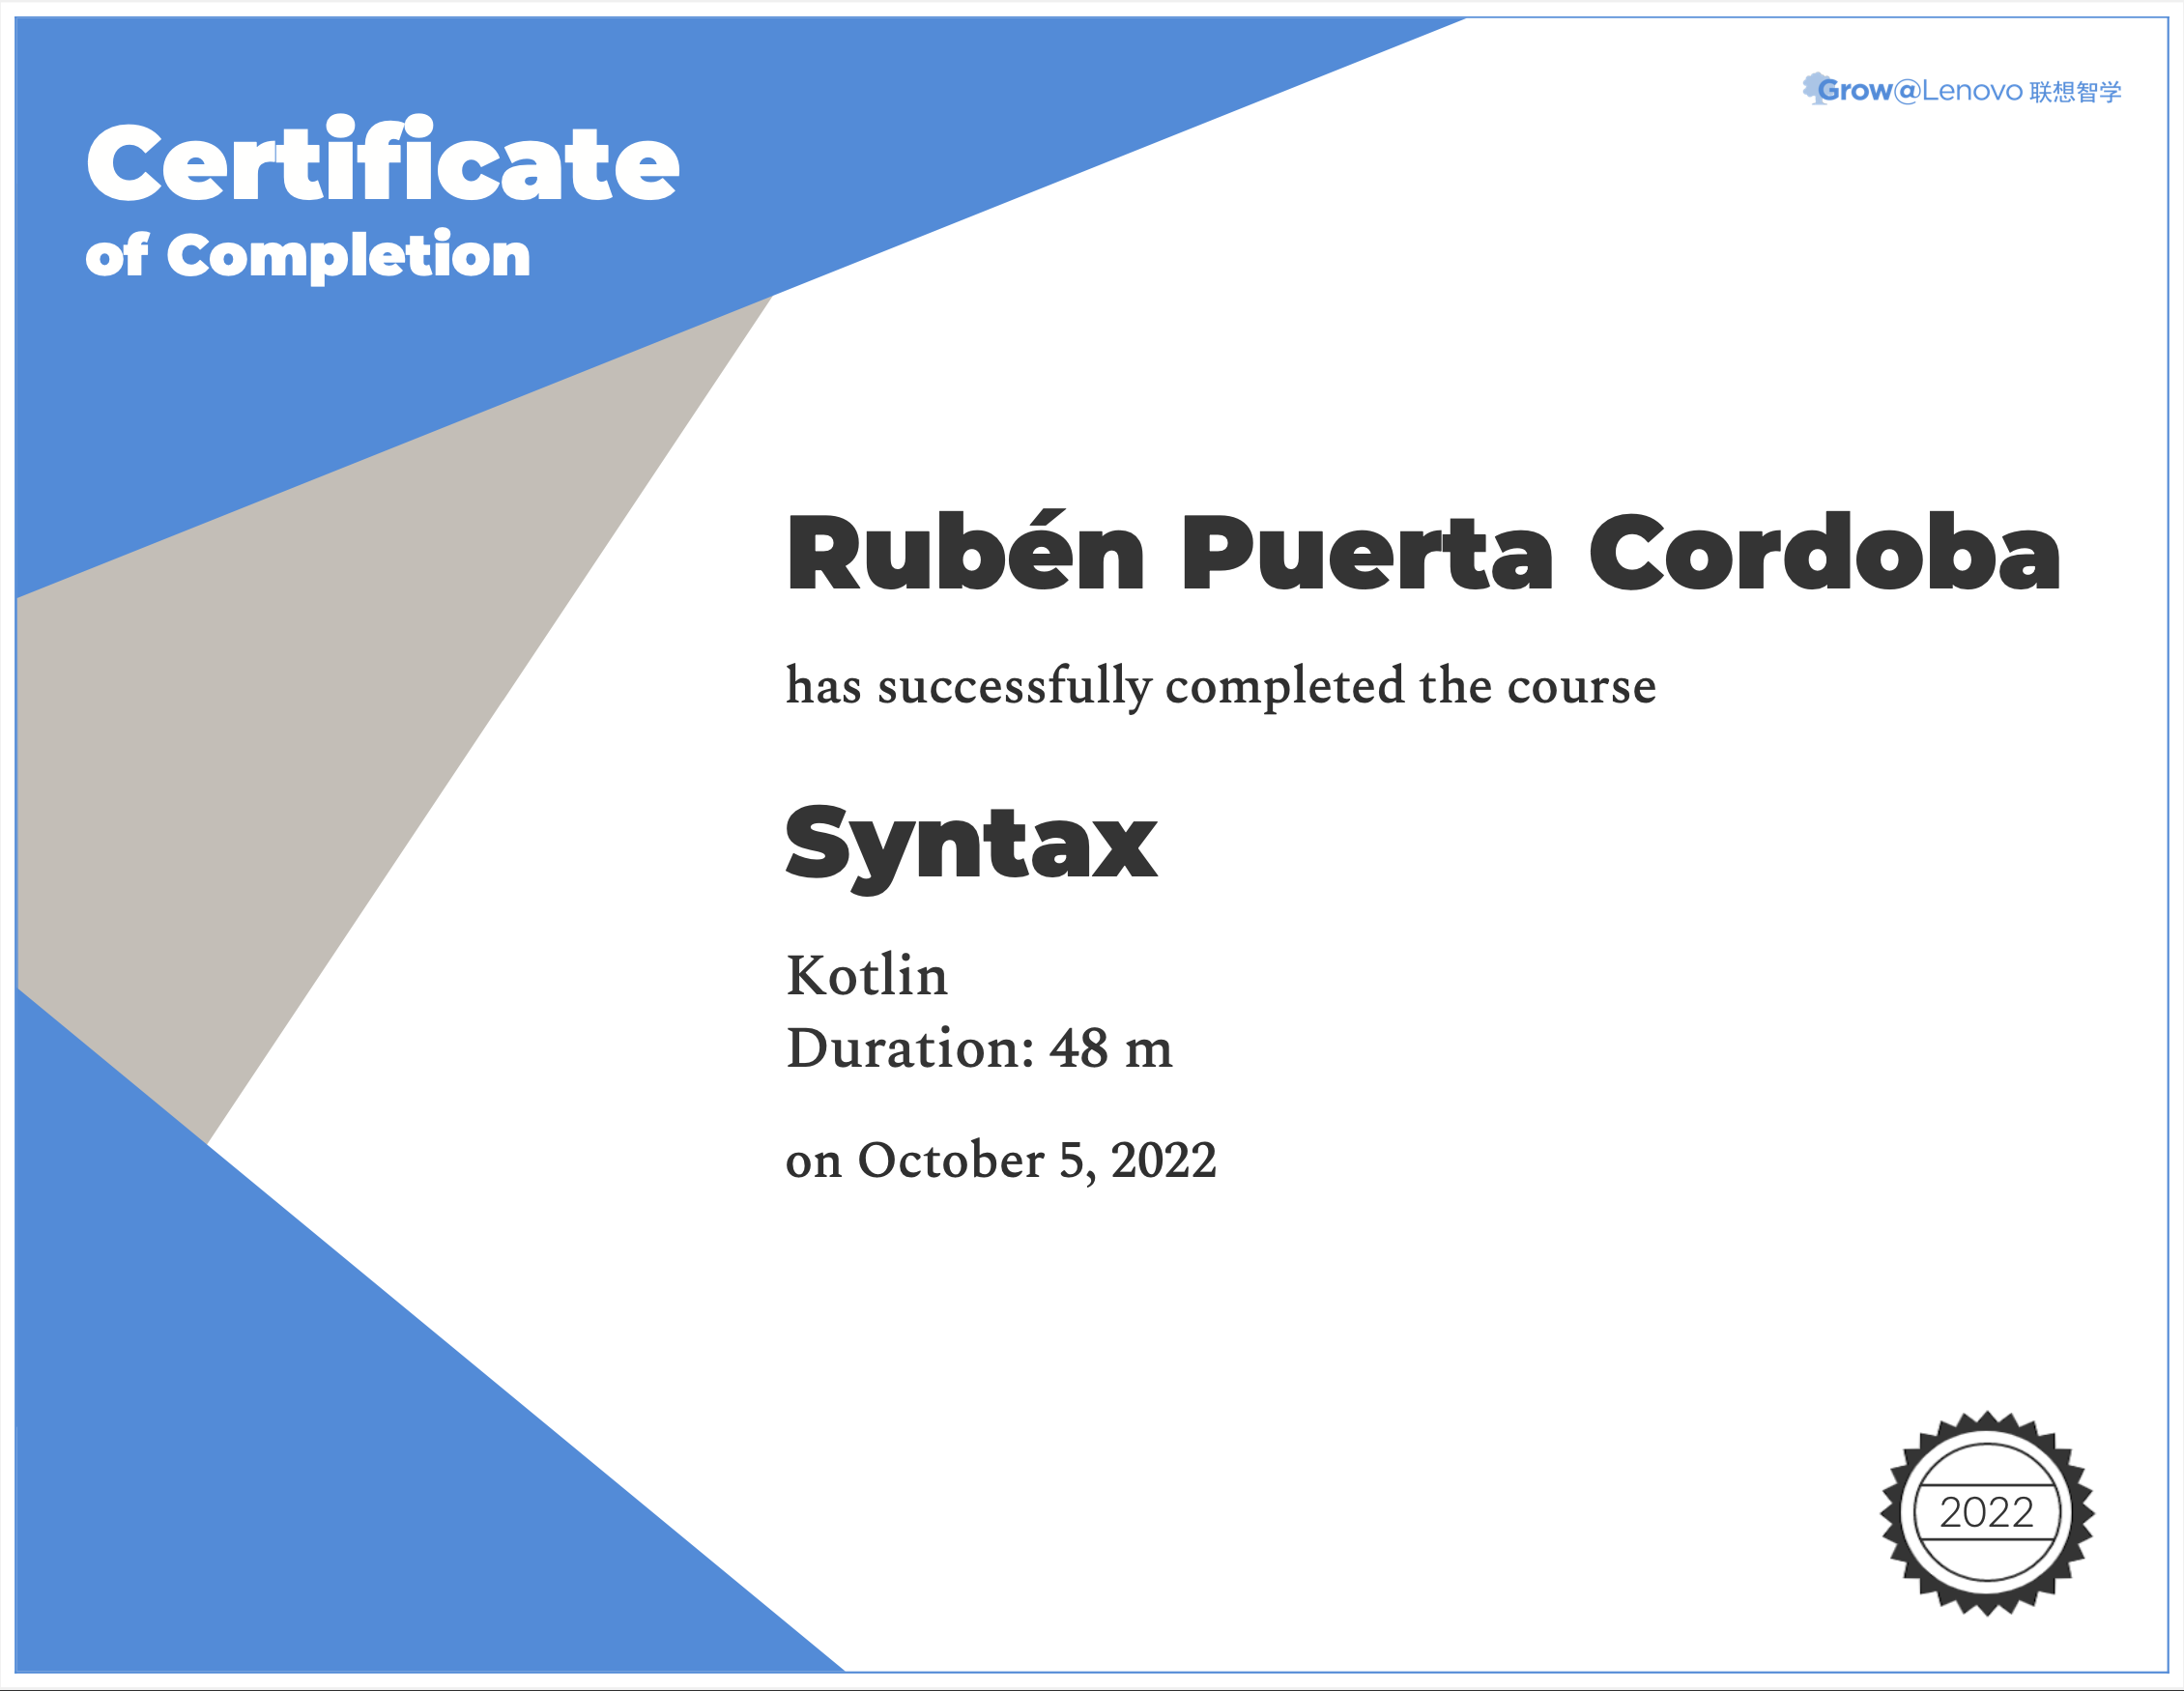 Certificate
of Completion
Grow@Lenovo 联想智学
Rubén Puerta Cordoba
has successfully completed the course
Syntax
Kotlin
Duration: 48 m
on October 5, 2022
2022